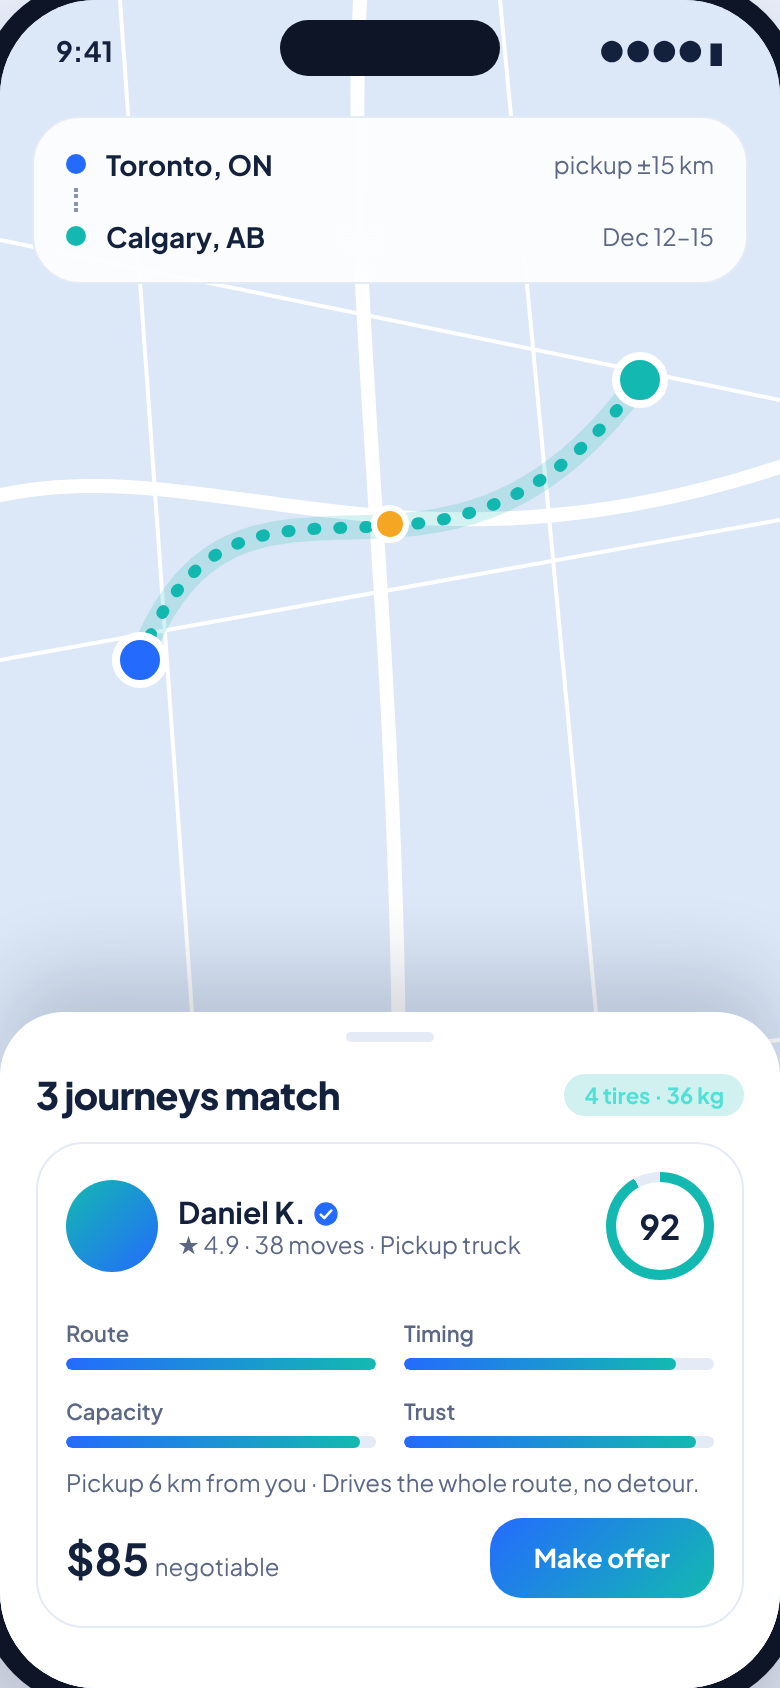 9:41
Toronto, ON
pickup ±15 km
Calgary, AB
Dec 12–15
3 journeys match
4 tires · 36 kg
Daniel K.
★ 4.9 · 38 moves · Pickup truck
92
Route
Timing
Capacity
Trust
Pickup 6 km from you · Drives the whole route, no detour.
$85 negotiable
Make offer